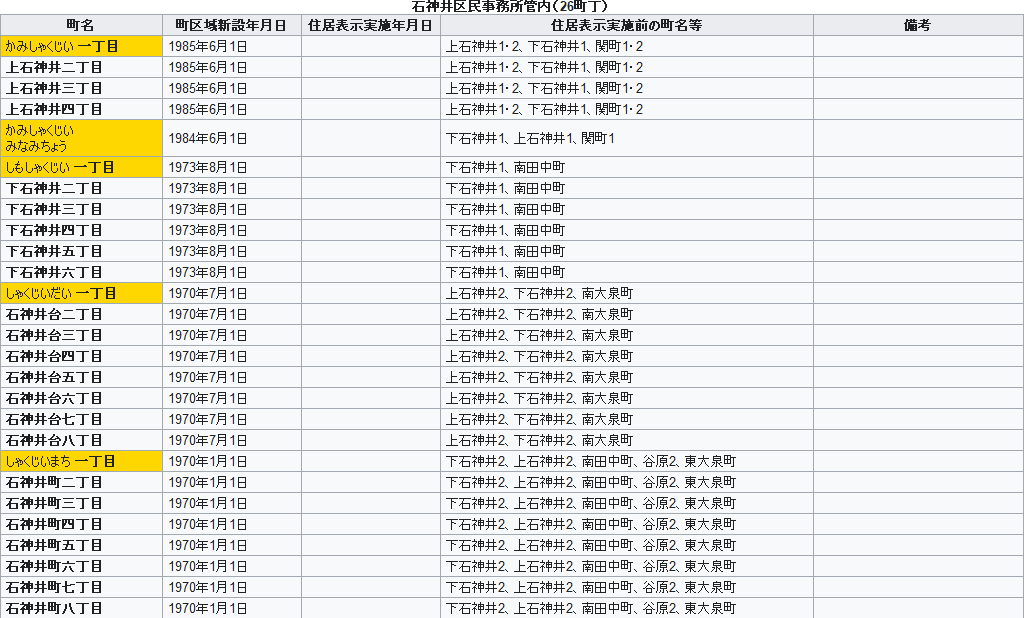 石神井区民事務所管内（26町丁）
町名 町区域新設年月日 住居表示実施年月日 住居表示実施前の町名等 備考
かみしゃくじい 一丁目 1985年6月1日 上石神井1・2、下石神井1、関町1・2
上石神井二丁目 1985年6月1日 上石神井1・2、下石神井1、関町1・2
上石神井三丁目 1985年6月1日 上石神井1・2、下石神井1、関町1・2
上石神井四丁目 1985年6月1日 上石神井1・2、下石神井1、関町1・2
かみしゃくじい
みなみちょう 1984年6月1日 下石神井1、上石神井1、関町1
しもしゃくじい 一丁目 1973年8月1日 下石神井1、南田中町
下石神井二丁目 1973年8月1日 下石神井1、南田中町
下石神井三丁目 1973年8月1日 下石神井1、南田中町
下石神井四丁目 1973年8月1日 下石神井1、南田中町
下石神井五丁目 1973年8月1日 下石神井1、南田中町
下石神井六丁目 1973年8月1日 下石神井1、南田中町
しゃくじいだい 一丁目 1970年7月1日 上石神井2、下石神井2、南大泉町
石神井台二丁目 1970年7月1日 上石神井2、下石神井2、南大泉町
石神井台三丁目 1970年7月1日 上石神井2、下石神井2、南大泉町
石神井台四丁目 1970年7月1日 上石神井2、下石神井2、南大泉町
石神井台五丁目 1970年7月1日 上石神井2、下石神井2、南大泉町
石神井台六丁目 1970年7月1日 上石神井2、下石神井2、南大泉町
石神井台七丁目 1970年7月1日 上石神井2、下石神井2、南大泉町
石神井台八丁目 1970年7月1日 上石神井2、下石神井2、南大泉町
しゃくじいまち 一丁目 1970年1月1日 下石神井2、上石神井2、南田中町、谷原2、東大泉町
石神井町二丁目 1970年1月1日 下石神井2、上石神井2、南田中町、谷原2、東大泉町
石神井町三丁目 1970年1月1日 下石神井2、上石神井2、南田中町、谷原2、東大泉町
石神井町四丁目 1970年1月1日 下石神井2、上石神井2、南田中町、谷原2、東大泉町
石神井町五丁目 1970年1月1日 下石神井2、上石神井2、南田中町、谷原2、東大泉町
石神井町六丁目 1970年1月1日 下石神井2、上石神井2、南田中町、谷原2、東大泉町
石神井町七丁目 1970年1月1日 下石神井2、上石神井2、南田中町、谷原2、東大泉町
石神井町八丁目 1970年1月1日 下石神井2、上石神井2、南田中町、谷原2、東大泉町